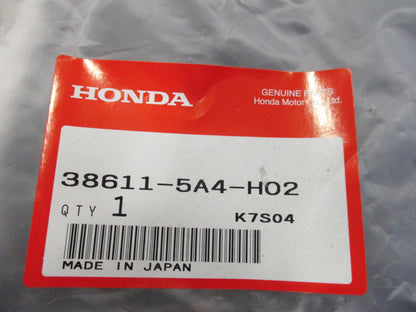 HONDA
GENUINE PARTS
Honda Motor Co., Ltd.
38611-5A4-H02
QTY 1
K7S04
MADE IN JAPAN